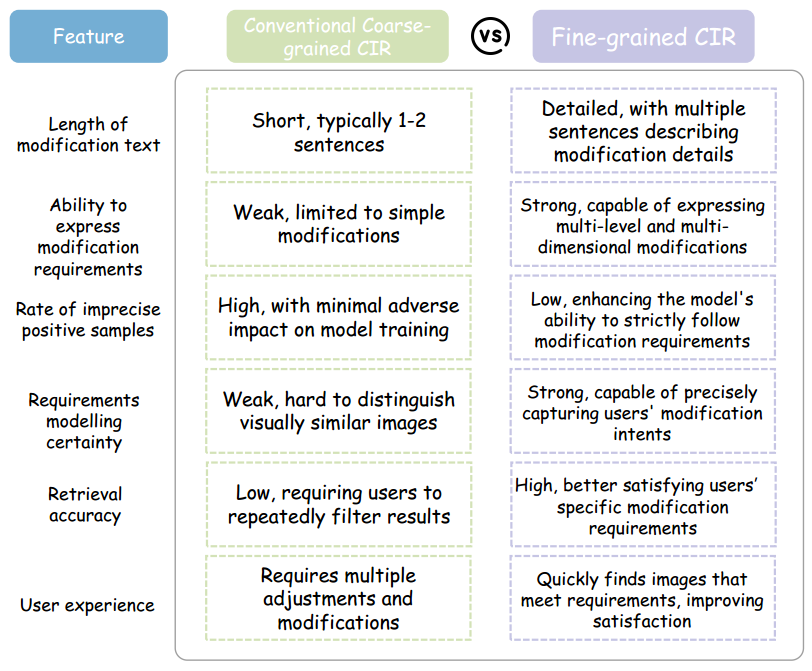 Feature
Conventional Coarse-
grained CIR
VS
Fine-grained CIR
Length of
modification text
Short, typically 1-2
sentences
Detailed, with multiple
sentences describing
modification details
Ability to
express
modification
requirements
Weak, limited to simple
modifications
Strong, capable of expressing
multi-level and multi-
dimensional modifications
Rate of imprecise
positive samples
High, with minimal adverse
impact on model training
Low, enhancing the model's
ability to strictly follow
modification requirements
Requirements
modelling
certainty
Weak, hard to distinguish
visually similar images
Strong, capable of precisely
capturing users' modification
intents
Retrieval
accuracy
Low, requiring users to
repeatedly filter results
High, better satisfying users’
specific modification
requirements
User experience
Requires multiple
adjustments and
modifications
Quickly finds images that
meet requirements, improving
satisfaction